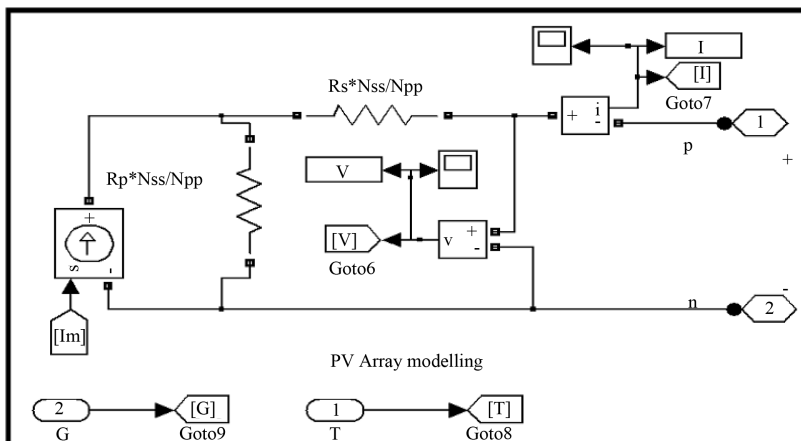 I
[I]
Goto7
Rs*Nss/Npp
+ i -
1
p
+
Rp*Nss/Npp
V
[V]
Goto6
v + -
+
s -
[Im]
n
2
-
PV Array modelling
2
G
[G]
Goto9
1
T
[T]
Goto8